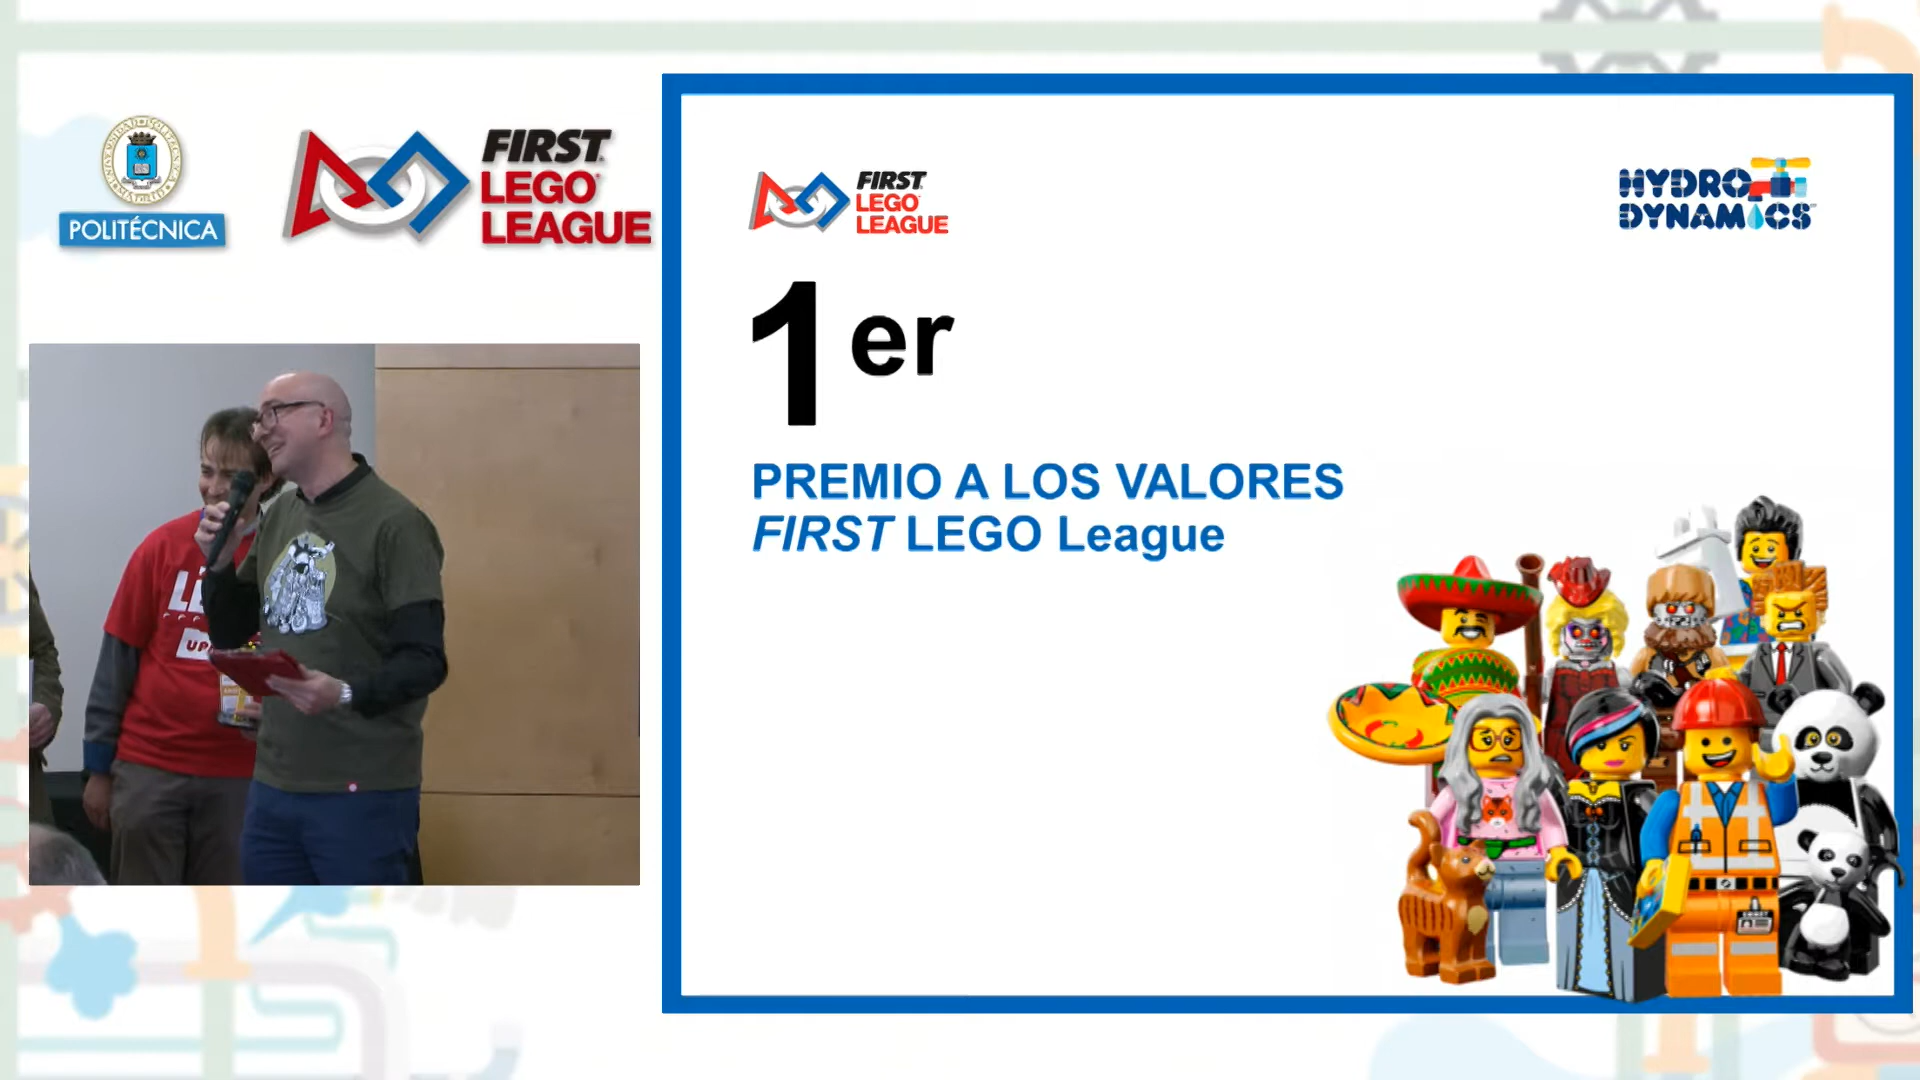 POLITÉCNICA
FIRST
LEGO
LEAGUE
FIRST
LEGO
LEAGUE
HYDRO
DYNAMICS
1er
PREMIO A LOS VALORES
FIRST LEGO League